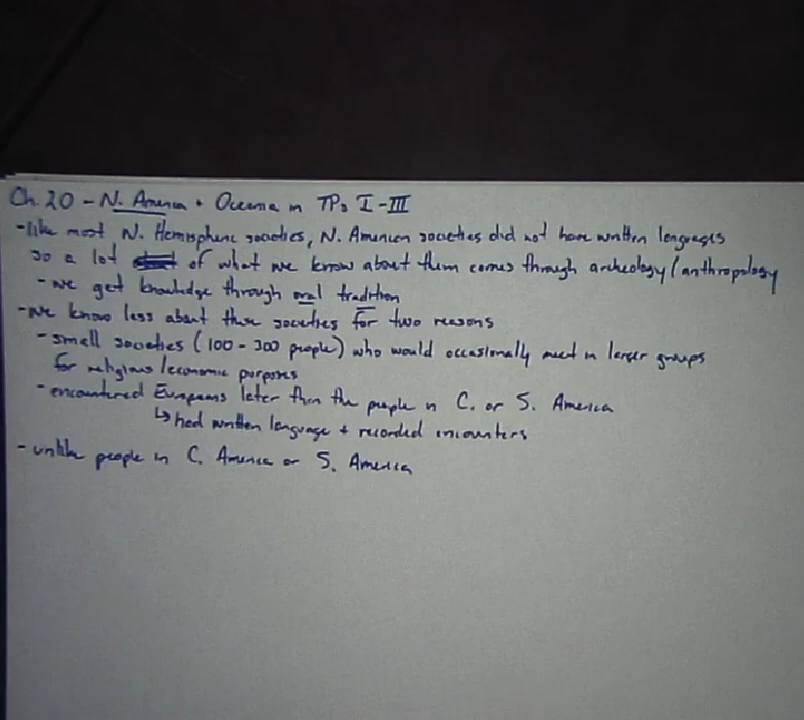 Ch. 20 - N. America + Oceania in TPs I-III
- like most N. Hemispheric societies, N. American societies did not have written languages
so a lot of what we know about them comes through archeology/anthropology
- we get knowledge through oral tradition
- we know less about these societies for two reasons
- small societies (100 - 300 people) who would occasionally meet in larger groups
for religious/economic purposes
- encountered Europeans later than the people in C. or S. America
↳ had written language + recorded encounters
- unlike people in C. America or S. America